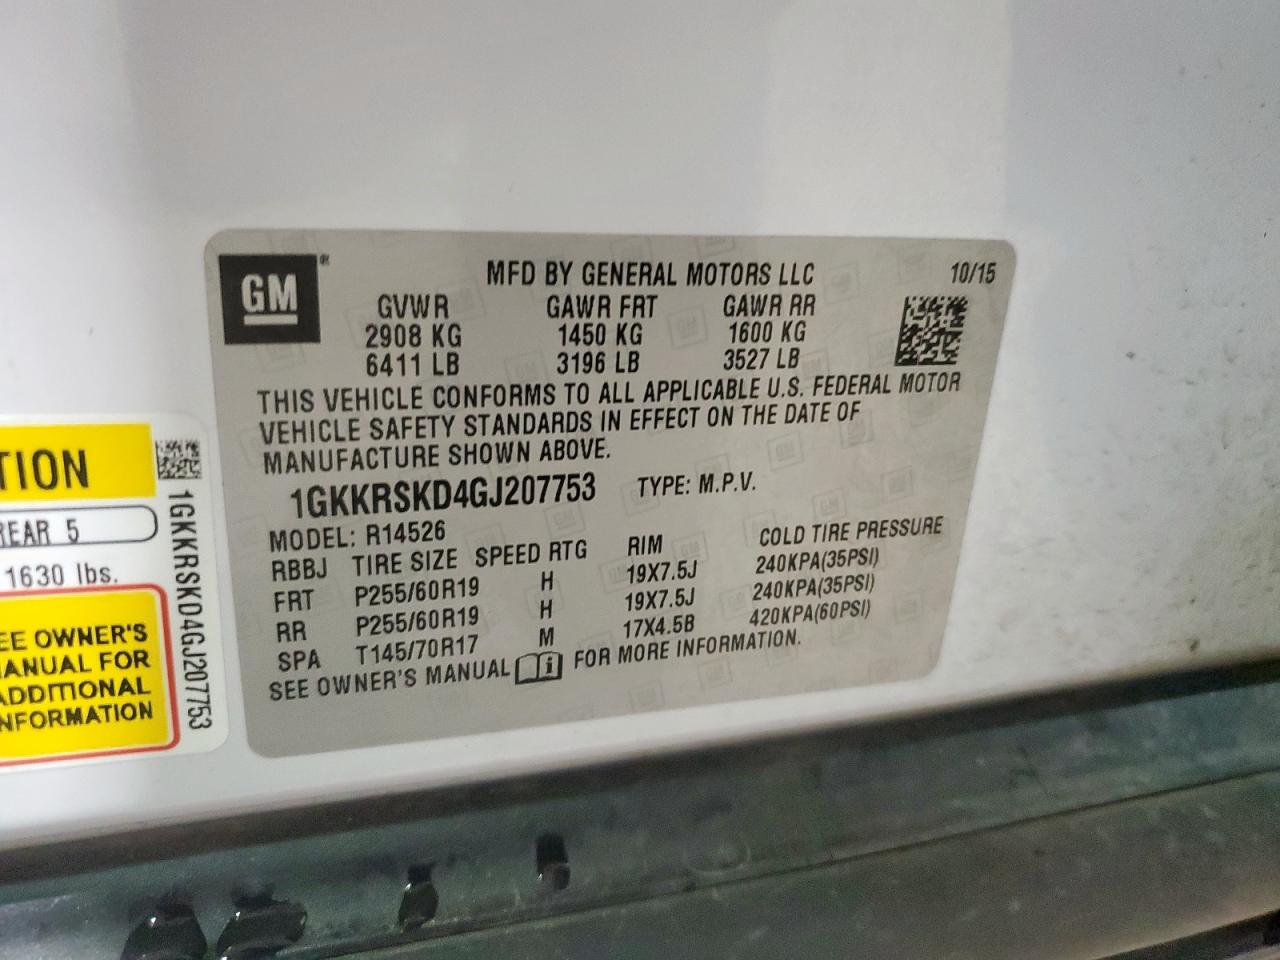 GM®
MFD BY GENERAL MOTORS LLC 10/15
GVWR GAWR FRT GAWR RR
2908 KG 1450 KG 1600 KG
6411 LB 3196 LB 3527 LB
THIS VEHICLE CONFORMS TO ALL APPLICABLE U.S. FEDERAL MOTOR
VEHICLE SAFETY STANDARDS IN EFFECT ON THE DATE OF
MANUFACTURE SHOWN ABOVE.
1GKKRSKD4GJ207753 TYPE: M.P.V.
MODEL: R14526
RBBJ TIRE SIZE SPEED RTG RIM COLD TIRE PRESSURE
FRT P255/60R19 H 19X7.5J 240KPA(35PSI)
RR P255/60R19 H 19X7.5J 240KPA(35PSI)
SPA T145/70R17 M 17X4.5B 420KPA(60PSI)
SEE OWNER'S MANUAL FOR MORE INFORMATION.
TION
REAR 5
1630 lbs.
EE OWNER'S
ANUAL FOR
ADDITIONAL
NFORMATION
1GKKRSKD4GJ207753